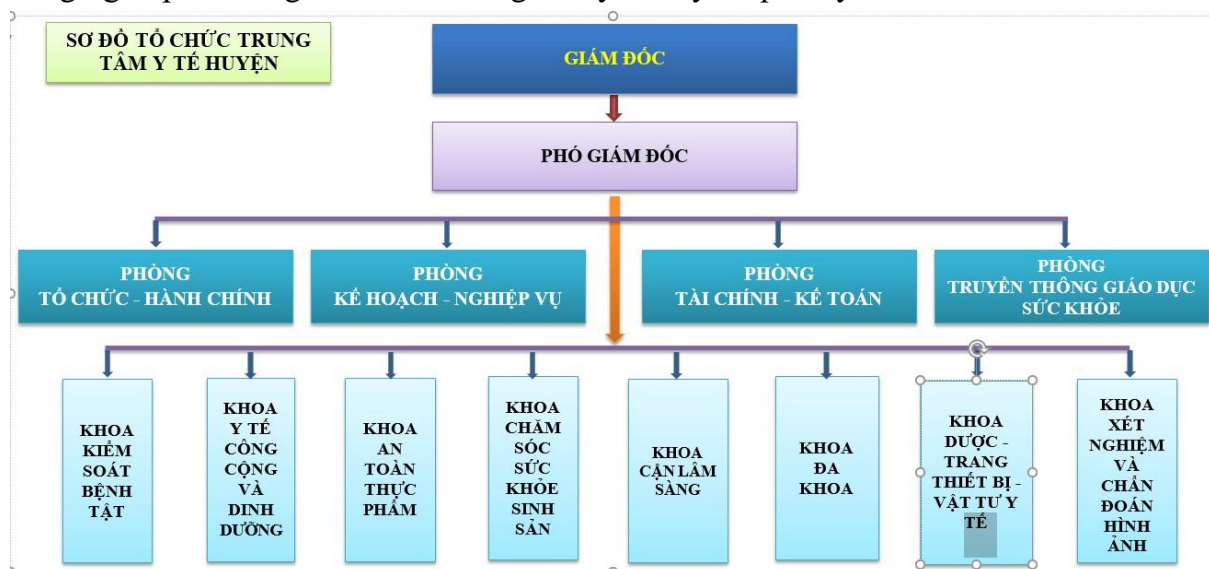 SƠ ĐỒ TỔ CHỨC TRUNG
TÂM Y TẾ HUYỆN
GIÁM ĐỐC
PHÓ GIÁM ĐỐC
PHÒNG
TỔ CHỨC - HÀNH CHÍNH
PHÒNG
KẾ HOẠCH - NGHIỆP VỤ
PHÒNG
TÀI CHÍNH - KẾ TOÁN
PHÒNG
TRUYỀN THÔNG GIÁO DỤC
SỨC KHỎE
KHOA
KIỂM
SOÁT
BỆNH
TẬT
KHOA
Y TẾ
CÔNG
CỘNG
VÀ
DINH
DƯỠNG
KHOA
AN
TOÀN
THỰC
PHẨM
KHOA
CHĂM
SÓC
SỨC
KHỎE
SINH
SẢN
KHOA
CẬN LÂM
SÀNG
KHOA
ĐA
KHOA
KHOA
DƯỢC -
TRANG
THIẾT BỊ -
VẬT TƯ Y
TẾ
KHOA
XÉT
NGHIỆM
VÀ
CHẨN
ĐOÁN
HÌNH
ẢNH